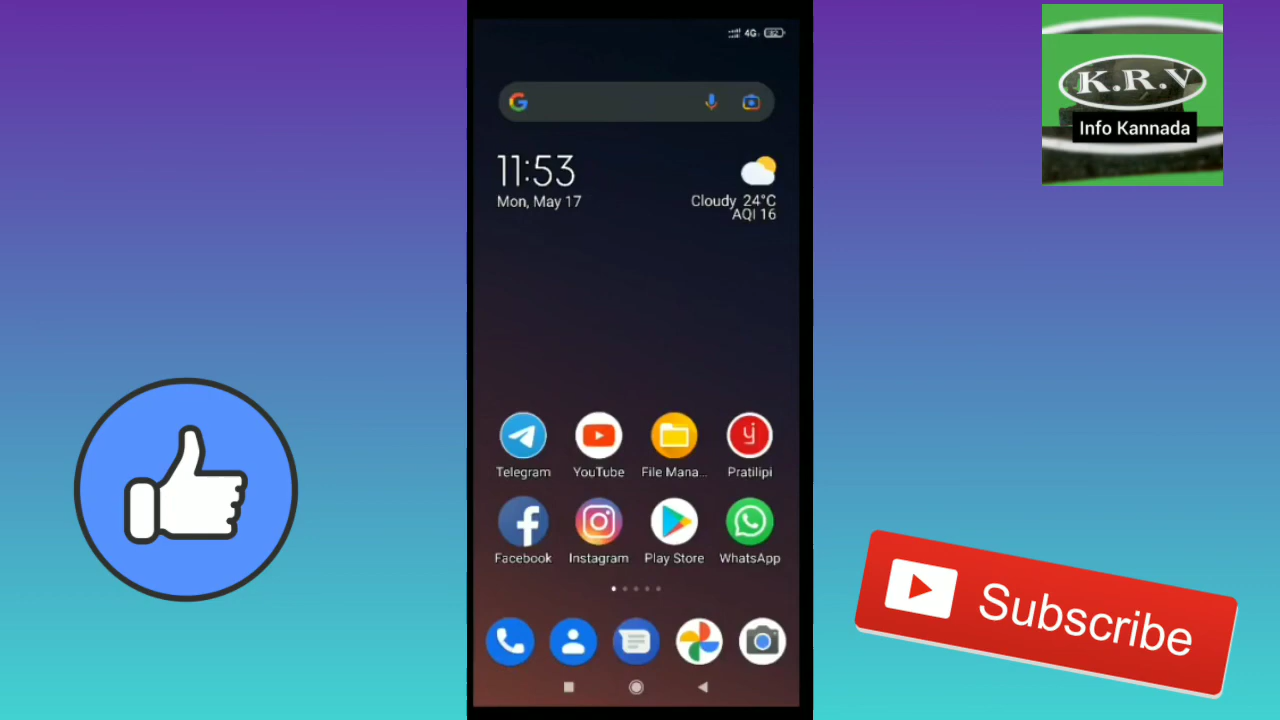 4G
82
K.R.V
Info Kannada
11:53
Mon, May 17
Cloudy 24°C
AQI 16
Telegram
YouTube
File Mana...
Pratilipi
Facebook
Instagram
Play Store
WhatsApp
Subscribe